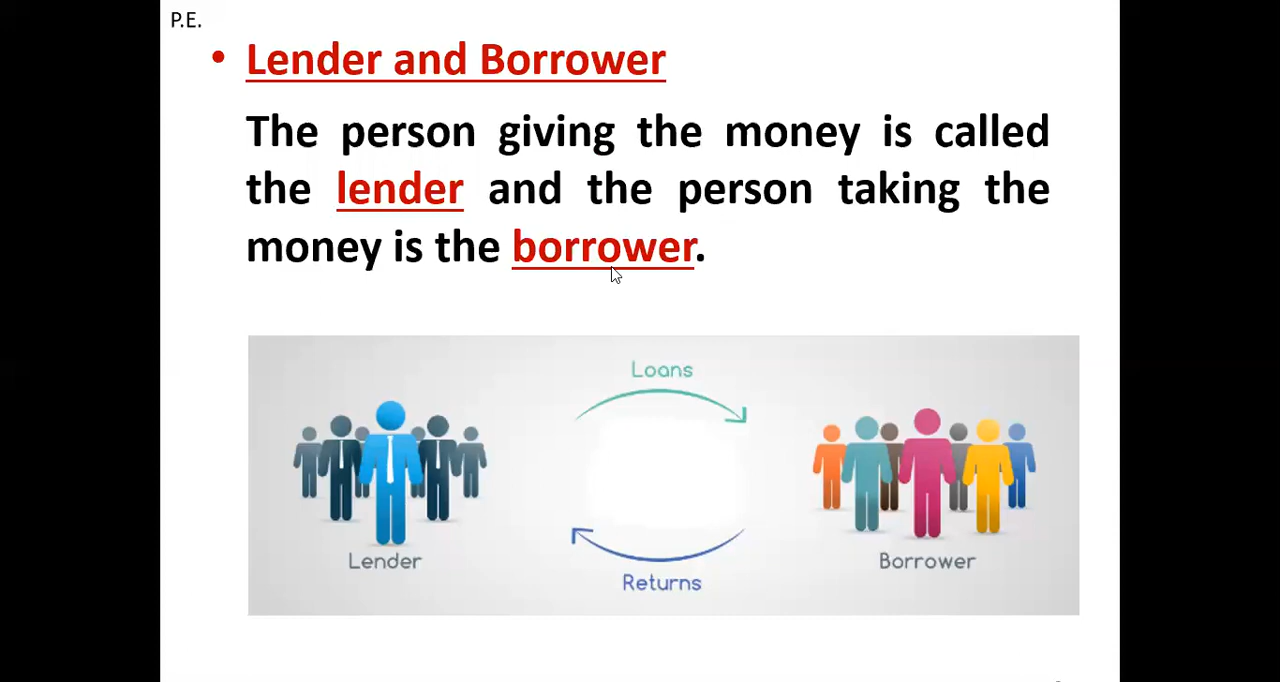 P.E.
• Lender and Borrower
The person giving the money is called
the lender and the person taking the
money is the borrower.
Loans
Lender
Borrower
Returns